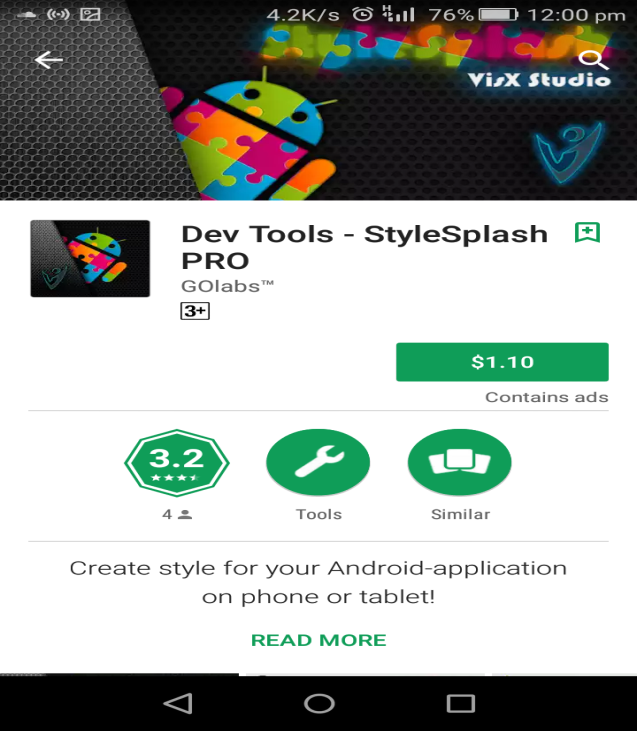 4.2K/s H 76% 12:00 pm
StyleSplash
VisX Studio
Dev Tools - StyleSplash
PRO
GOlabs™
3+
$1.10
Contains ads
3.2
4
Tools
Similar
Create style for your Android-application
on phone or tablet!
READ MORE